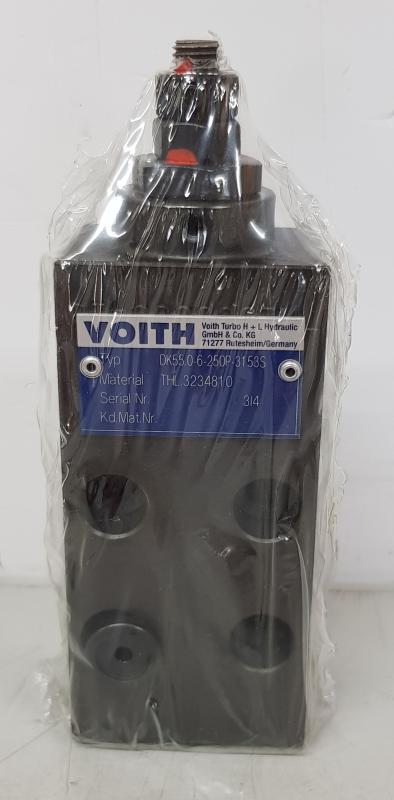 VOITH
Voith Turbo H + L Hydraulic
GmbH & Co. KG
71277 Rutesheim/Germany
Typ DK55.0-6-250P-3153S
Material THL.3234810
Serial Nr. 314
Kd.Mat.Nr.